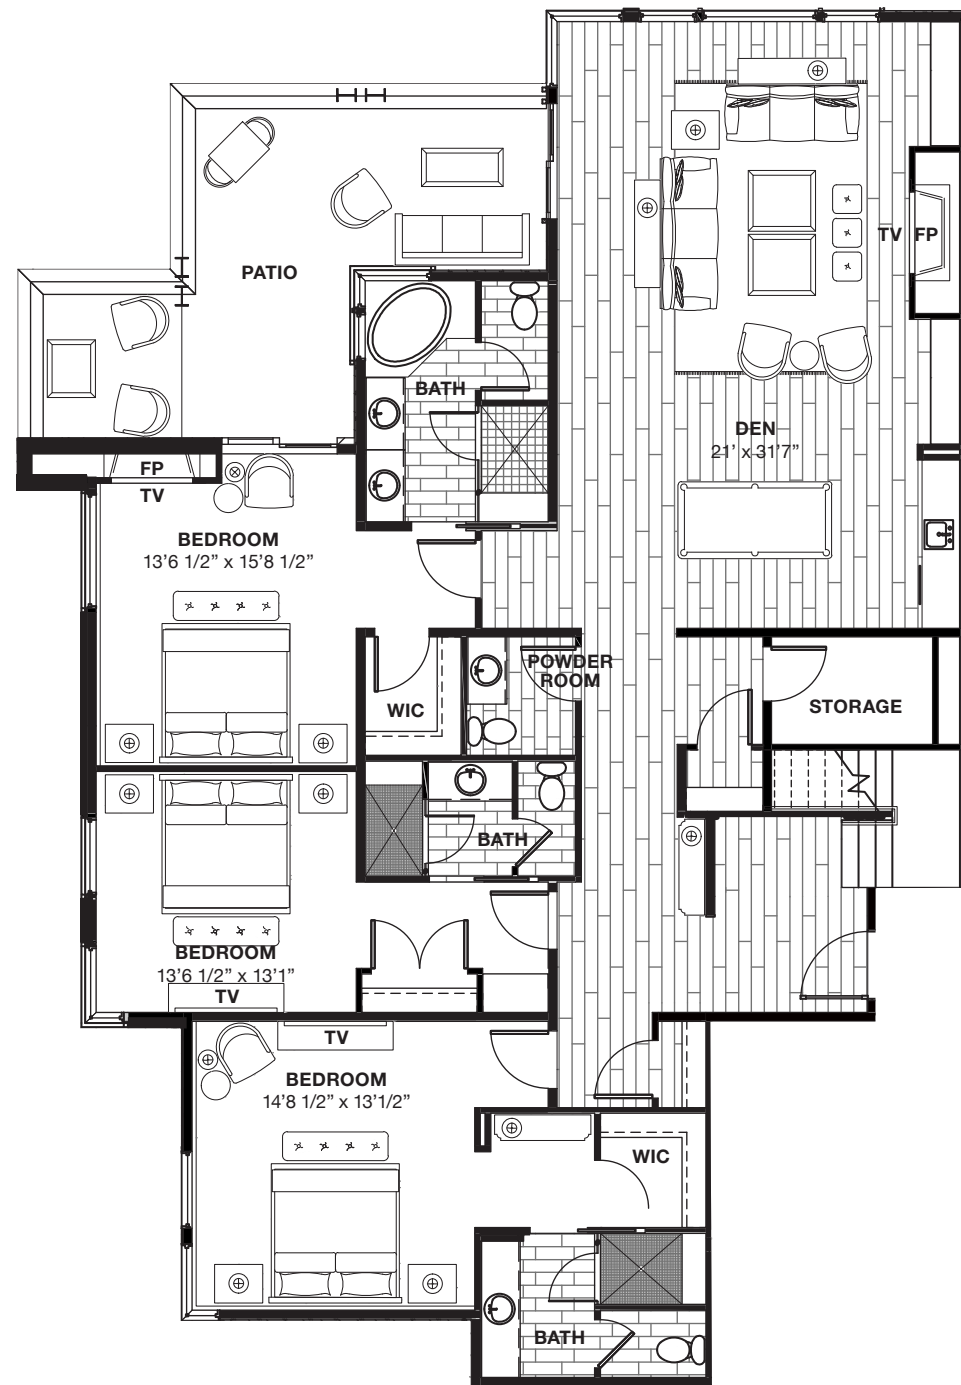 PATIO
TV FP
BATH
DEN
21’ x 31’7”
FP
TV
BEDROOM
13’6 1/2” x 15’8 1/2”
POWDER
ROOM
WIC
STORAGE
BATH
BEDROOM
13’6 1/2” x 13’1”
TV
TV
BEDROOM
14’8 1/2” x 13’1/2”
WIC
BATH